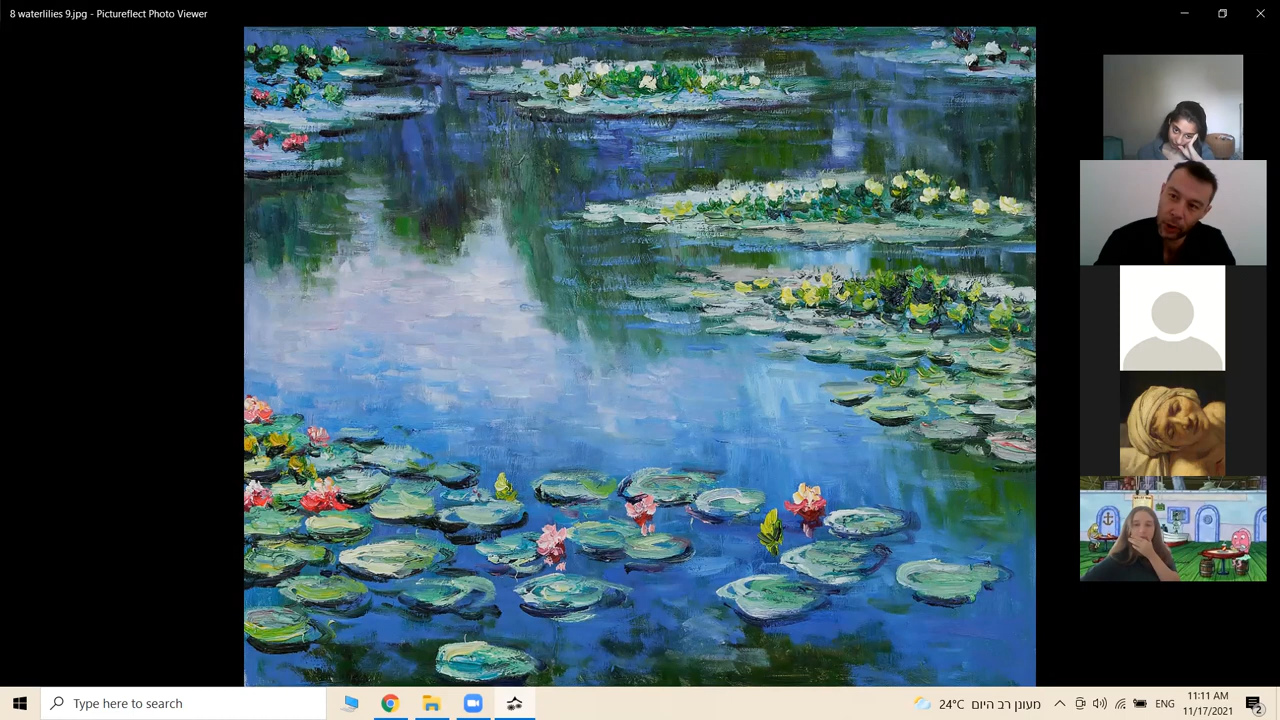 8 waterlilies 9.jpg - Pictureflect Photo Viewer
Type here to search
24°C מעונן רב היום
ENG
11:11 AM
11/17/2021
2